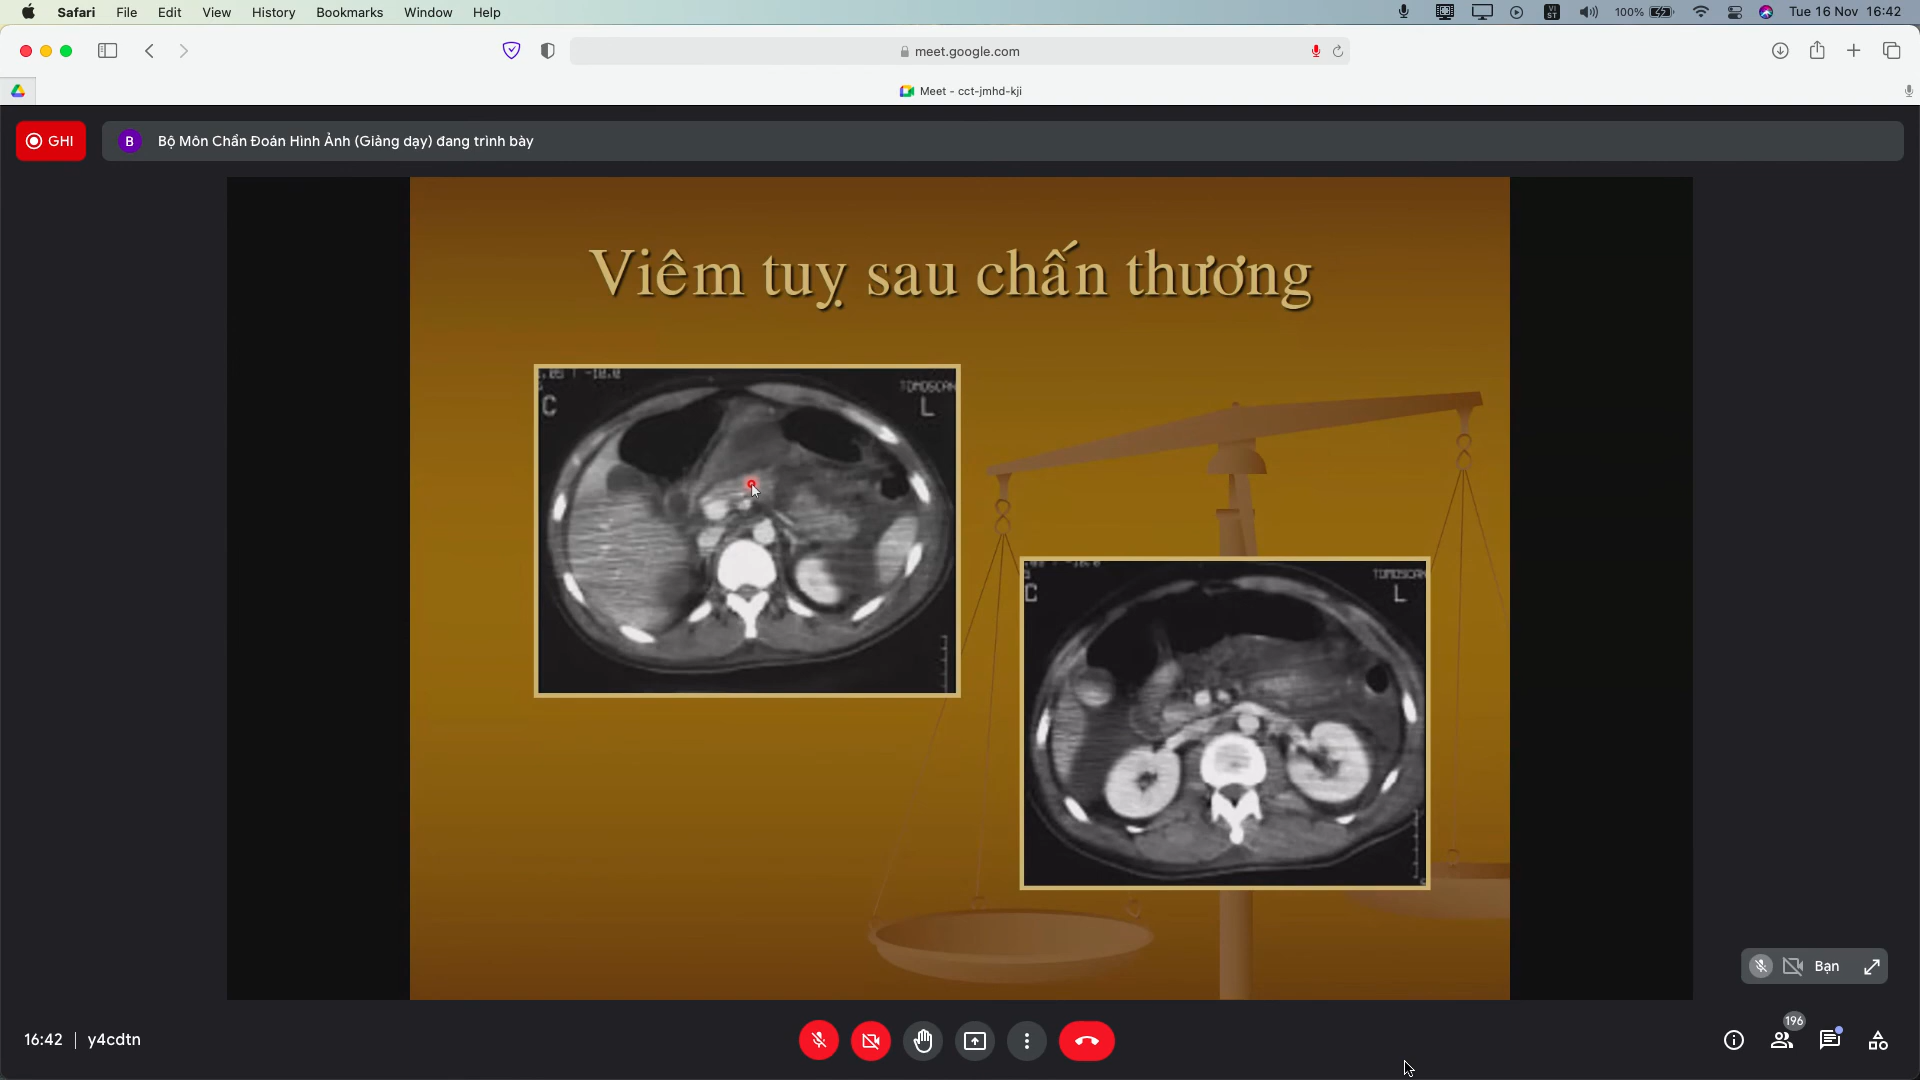 Safari File Edit View History Bookmarks Window Help 100% Tue 16 Nov 16:42
meet.google.com
Meet - cct-jmhd-kji
GHI B Bộ Môn Chẩn Đoán Hình Ảnh (Giảng dạy) đang trình bày
Viêm tuỵ sau chấn thương
TOMOSCAN
C L
TOMOSCAN
C L
Bạn
196
16:42 | y4cdtn